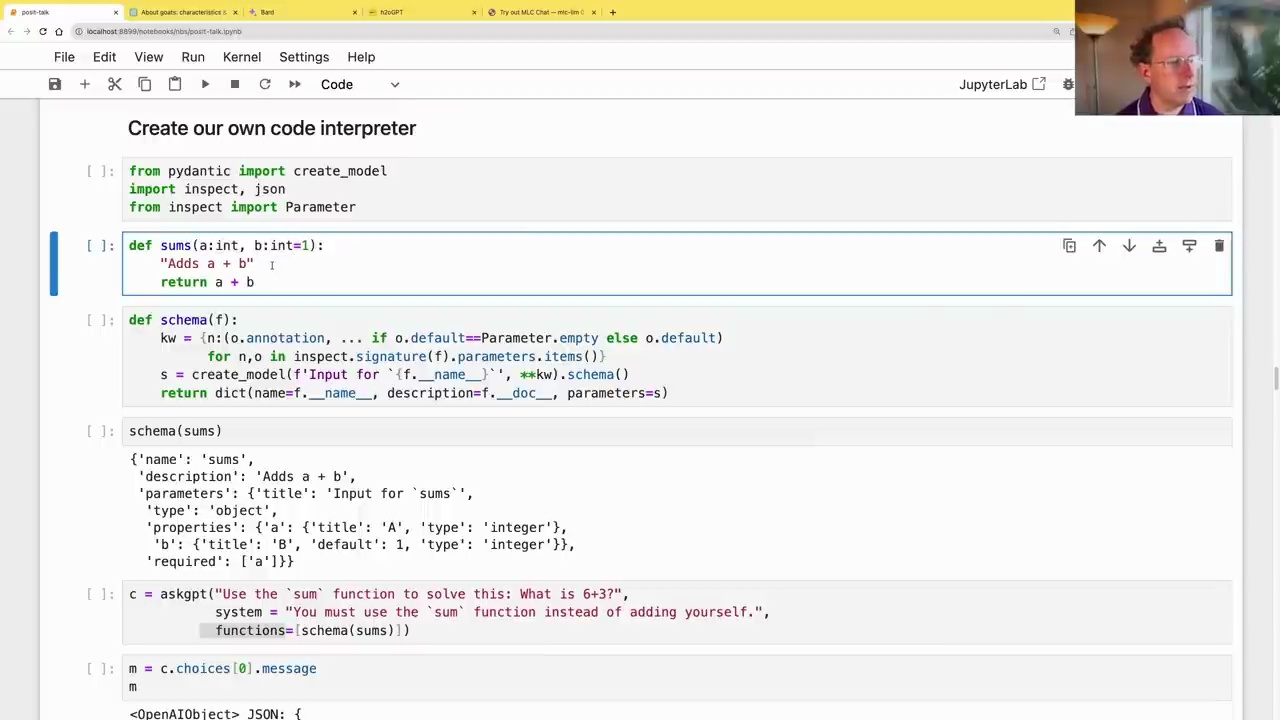 posit-talk
About goats: characteristics &
Bard
h2oGPT
Try out MLC Chat — mlc-llm
localhost:8899/notebooks/nbs/posit-talk.ipynb
File Edit View Run Kernel Settings Help
Code
JupyterLab
Create our own code interpreter
[ ]: from pydantic import create_model
import inspect, json
from inspect import Parameter
[ ]: def sums(a:int, b:int=1):
"Adds a + b"
return a + b
[ ]: def schema(f):
kw = {n:(o.annotation, ... if o.default==Parameter.empty else o.default)
for n,o in inspect.signature(f).parameters.items()}
s = create_model(f'Input for `{f.__name__}`', **kw).schema()
return dict(name=f.__name__, description=f.__doc__, parameters=s)
[ ]: schema(sums)
{'name': 'sums',
'description': 'Adds a + b',
'parameters': {'title': 'Input for `sums`',
'type': 'object',
'properties': {'a': {'title': 'A', 'type': 'integer'},
'b': {'title': 'B', 'default': 1, 'type': 'integer'}},
'required': ['a']}}
[ ]: c = askgpt("Use the `sum` function to solve this: What is 6+3?",
system = "You must use the `sum` function instead of adding yourself.",
functions=[schema(sums)])
[ ]: m = c.choices[0].message
m
<OpenAIObject> JSON: {